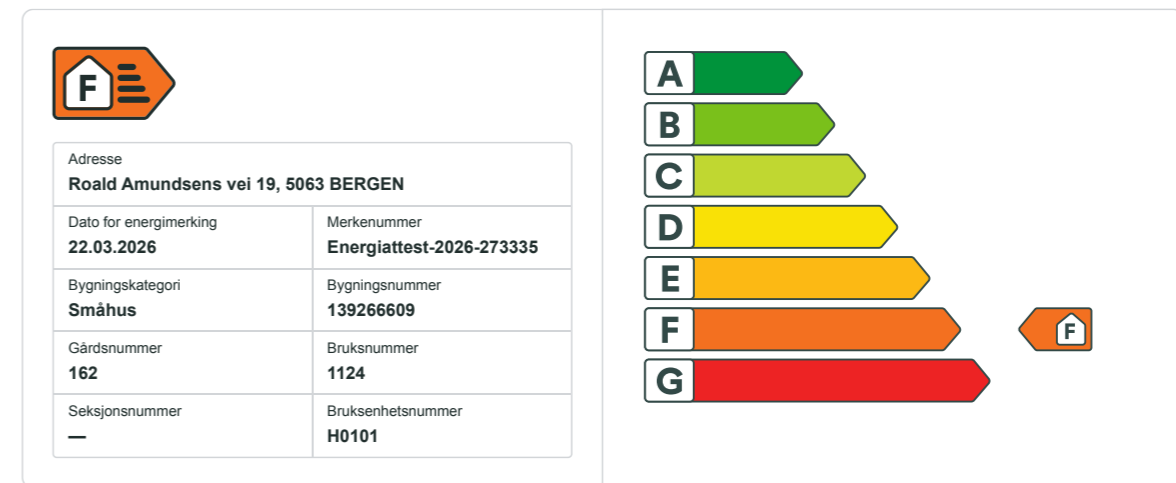 F
Adresse
Roald Amundsens vei 19, 5063 BERGEN
Dato for energimerking
22.03.2026
Merkenummer
Energiattest-2026-273335
Bygningskategori
Småhus
Bygningsnummer
139266609
Gårdsnummer
162
Bruksnummer
1124
Seksjonsnummer
—
Bruksenhetsnummer
H0101
A
B
C
D
E
F
F
G